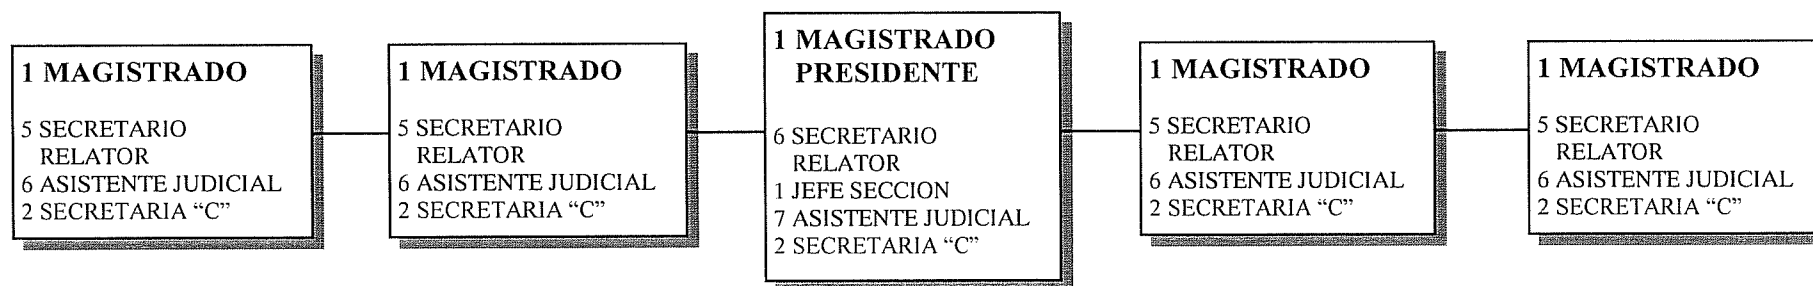 1 MAGISTRADO
5 SECRETARIO
RELATOR
6 ASISTENTE JUDICIAL
2 SECRETARIA “C”
1 MAGISTRADO
5 SECRETARIO
RELATOR
6 ASISTENTE JUDICIAL
2 SECRETARIA “C”
1 MAGISTRADO
PRESIDENTE
6 SECRETARIO
RELATOR
1 JEFE SECCION
7 ASISTENTE JUDICIAL
2 SECRETARIA “C”
1 MAGISTRADO
5 SECRETARIO
RELATOR
6 ASISTENTE JUDICIAL
2 SECRETARIA “C”
1 MAGISTRADO
5 SECRETARIO
RELATOR
6 ASISTENTE JUDICIAL
2 SECRETARIA “C”